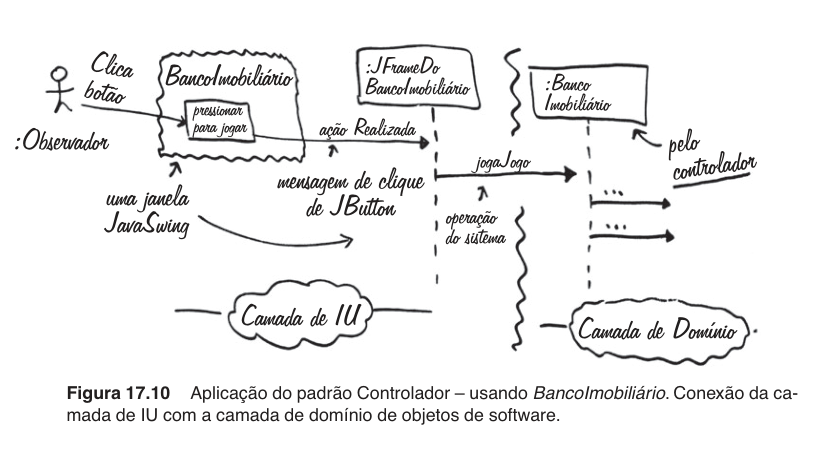 Clica
botão
:Observador
BancoImobiliário
pressionar
para jogar
uma janela
JavaSwing
:JFrameDo
BancoImobiliário
ação Realizada
mensagem de clique
de JButton
jogaJogo
operação
do sistema
:Banco
Imobiliário
pelo
controlador
...
...
Camada de IU
Camada de Domínio
Figura 17.10 Aplicação do padrão Controlador – usando BancoImobiliário. Conexão da ca-
mada de IU com a camada de domínio de objetos de software.